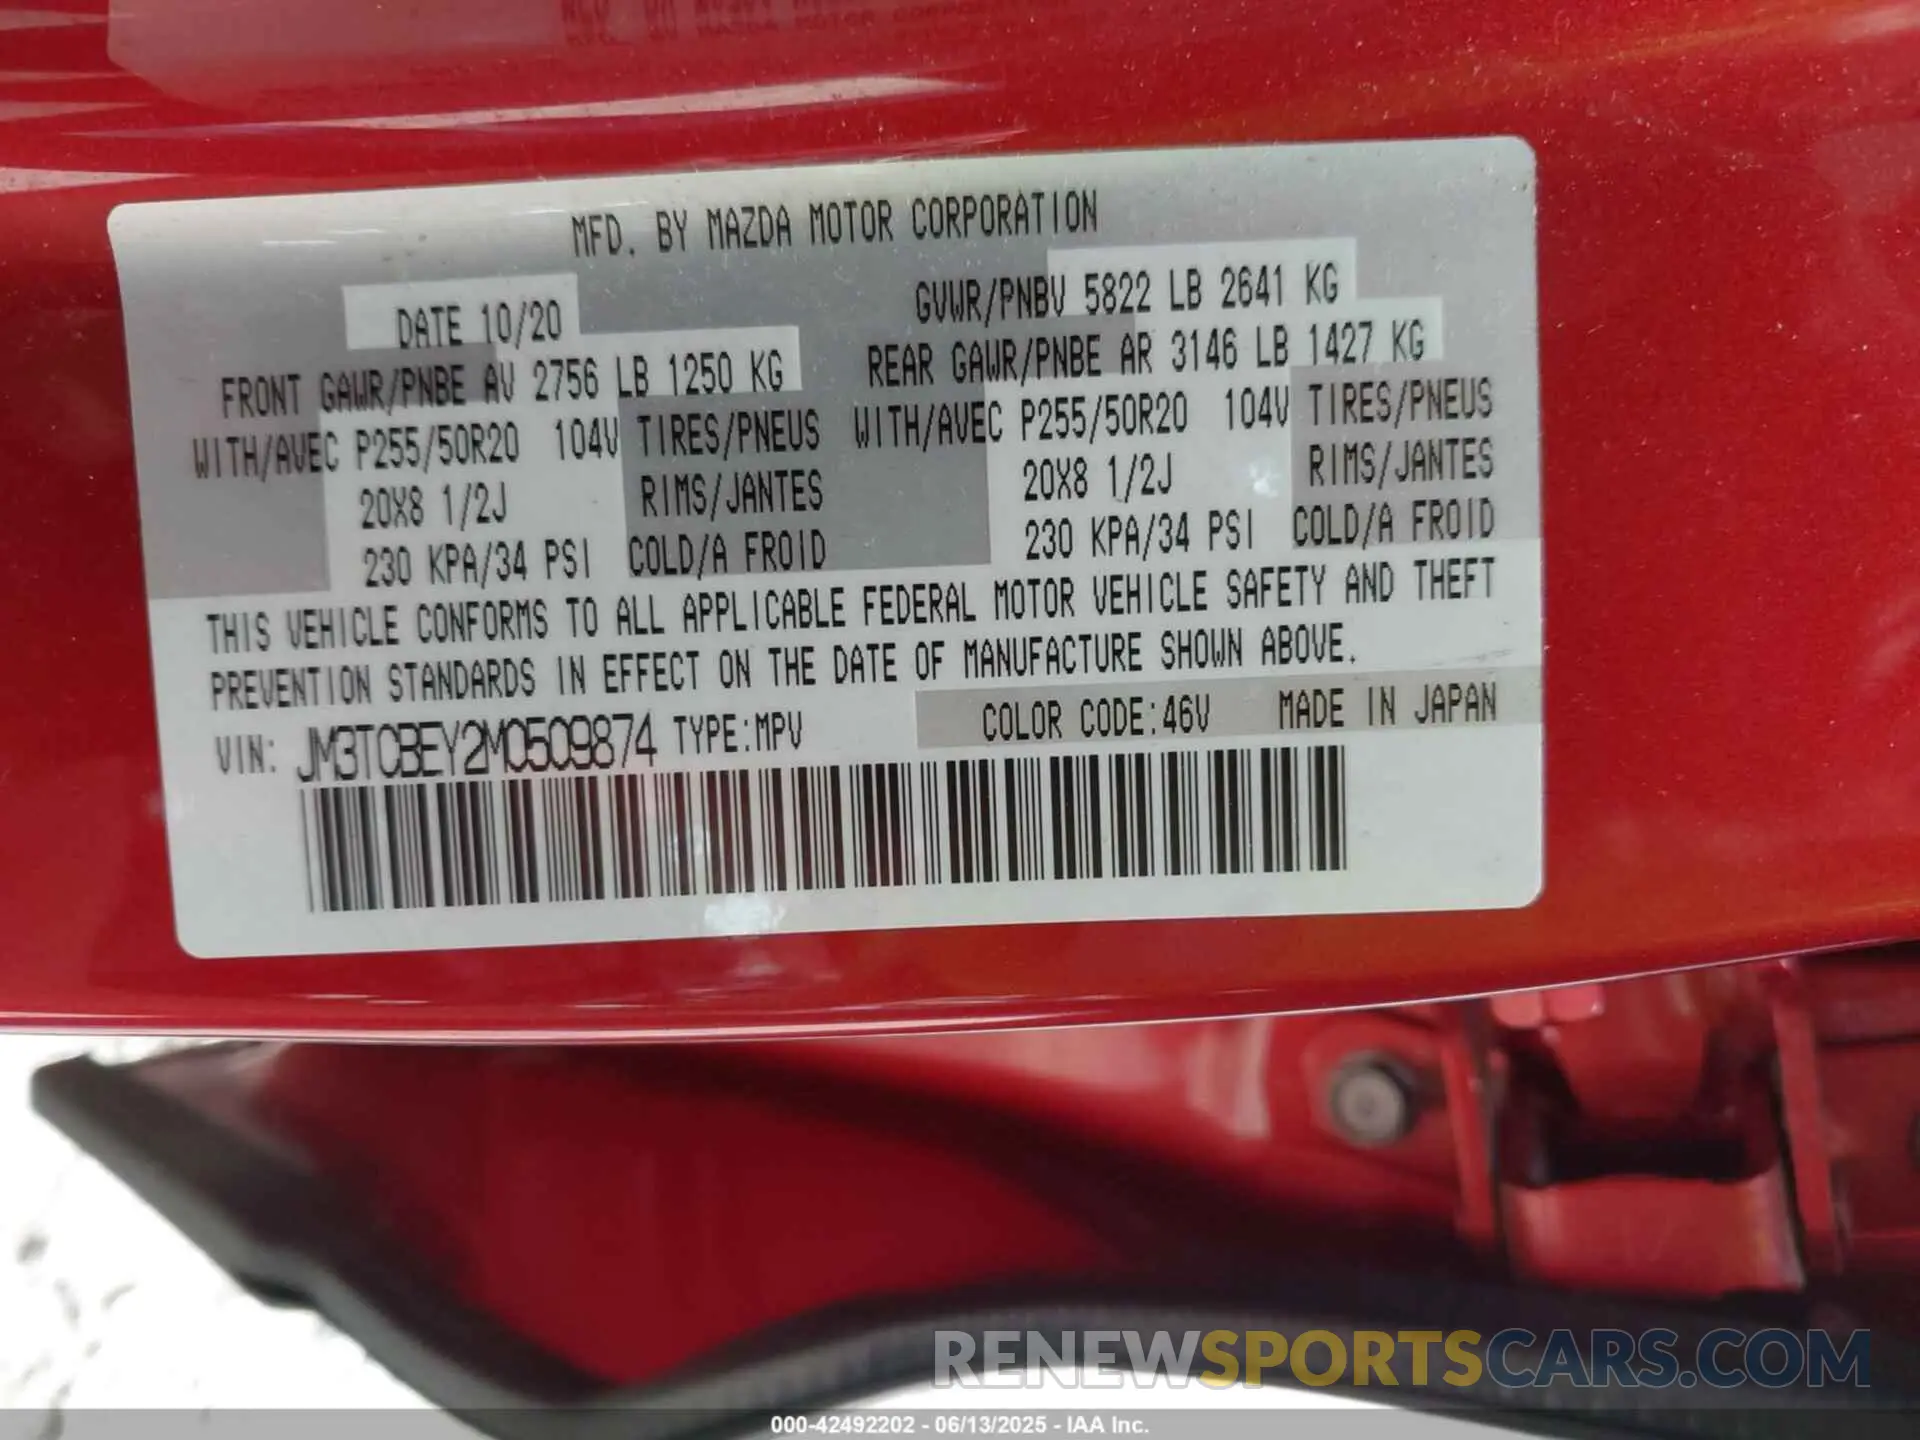 MFD. BY MAZDA MOTOR CORPORATION
DATE 10/20
GVWR/PNBV 5822 LB 2641 KG
FRONT GAWR/PNBE AV 2756 LB 1250 KG
REAR GAWR/PNBE AR 3146 LB 1427 KG
WITH/AVEC P255/50R20 104V TIRES/PNEUS
WITH/AVEC P255/50R20 104V TIRES/PNEUS
20X8 1/2J RIMS/JANTES
20X8 1/2J RIMS/JANTES
230 KPA/34 PSI COLD/A FROID
230 KPA/34 PSI COLD/A FROID
THIS VEHICLE CONFORMS TO ALL APPLICABLE FEDERAL MOTOR VEHICLE SAFETY AND THEFT
PREVENTION STANDARDS IN EFFECT ON THE DATE OF MANUFACTURE SHOWN ABOVE.
VIN: JM3TCBEY2M0509874 TYPE:MPV
COLOR CODE:46V MADE IN JAPAN
RENEWSPORTSCARS.COM
000-42492202 - 06/13/2025 - IAA Inc.